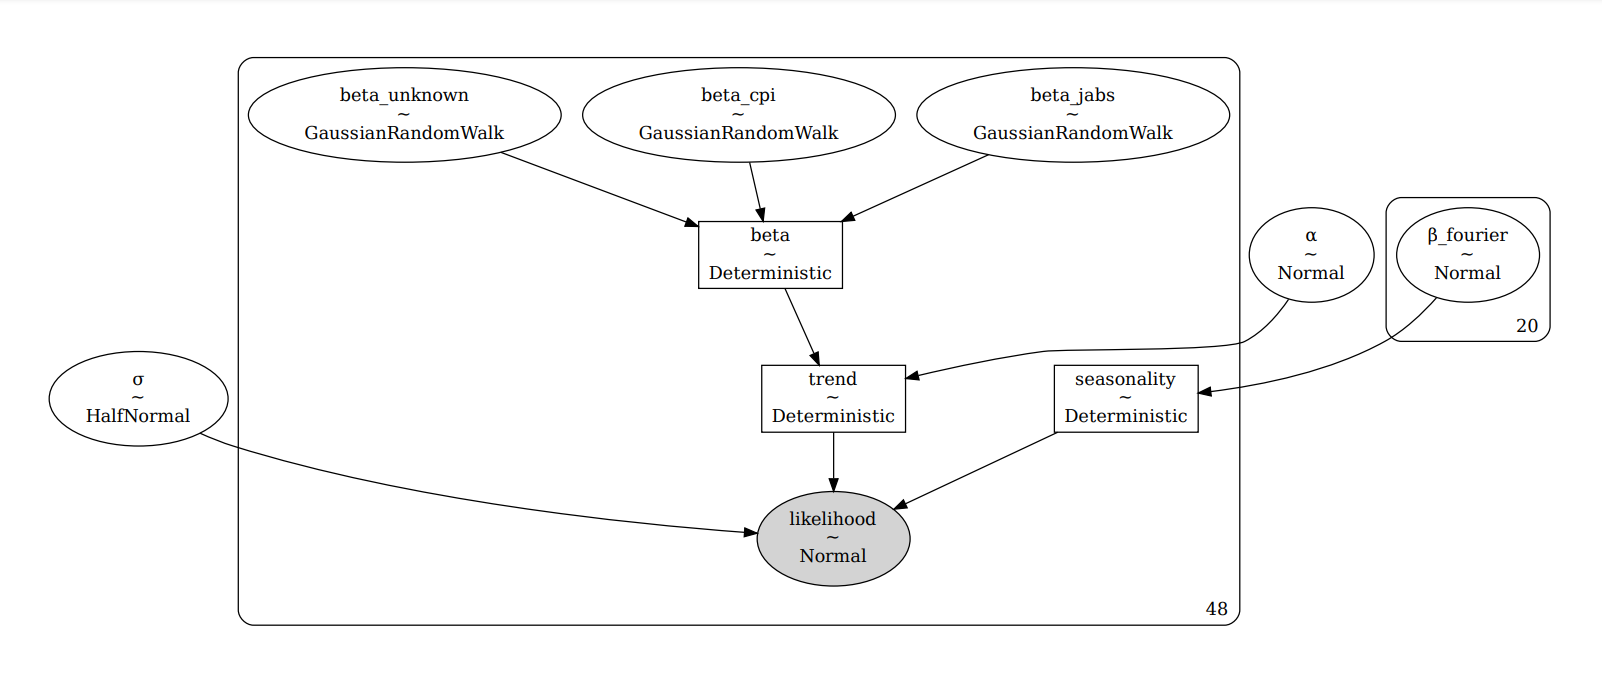 beta_unknown
~
GaussianRandomWalk
beta_cpi
~
GaussianRandomWalk
beta_jabs
~
GaussianRandomWalk
beta
~
Deterministic
α
~
Normal
β_fourier
~
Normal
20
σ
~
HalfNormal
trend
~
Deterministic
seasonality
~
Deterministic
likelihood
~
Normal
48